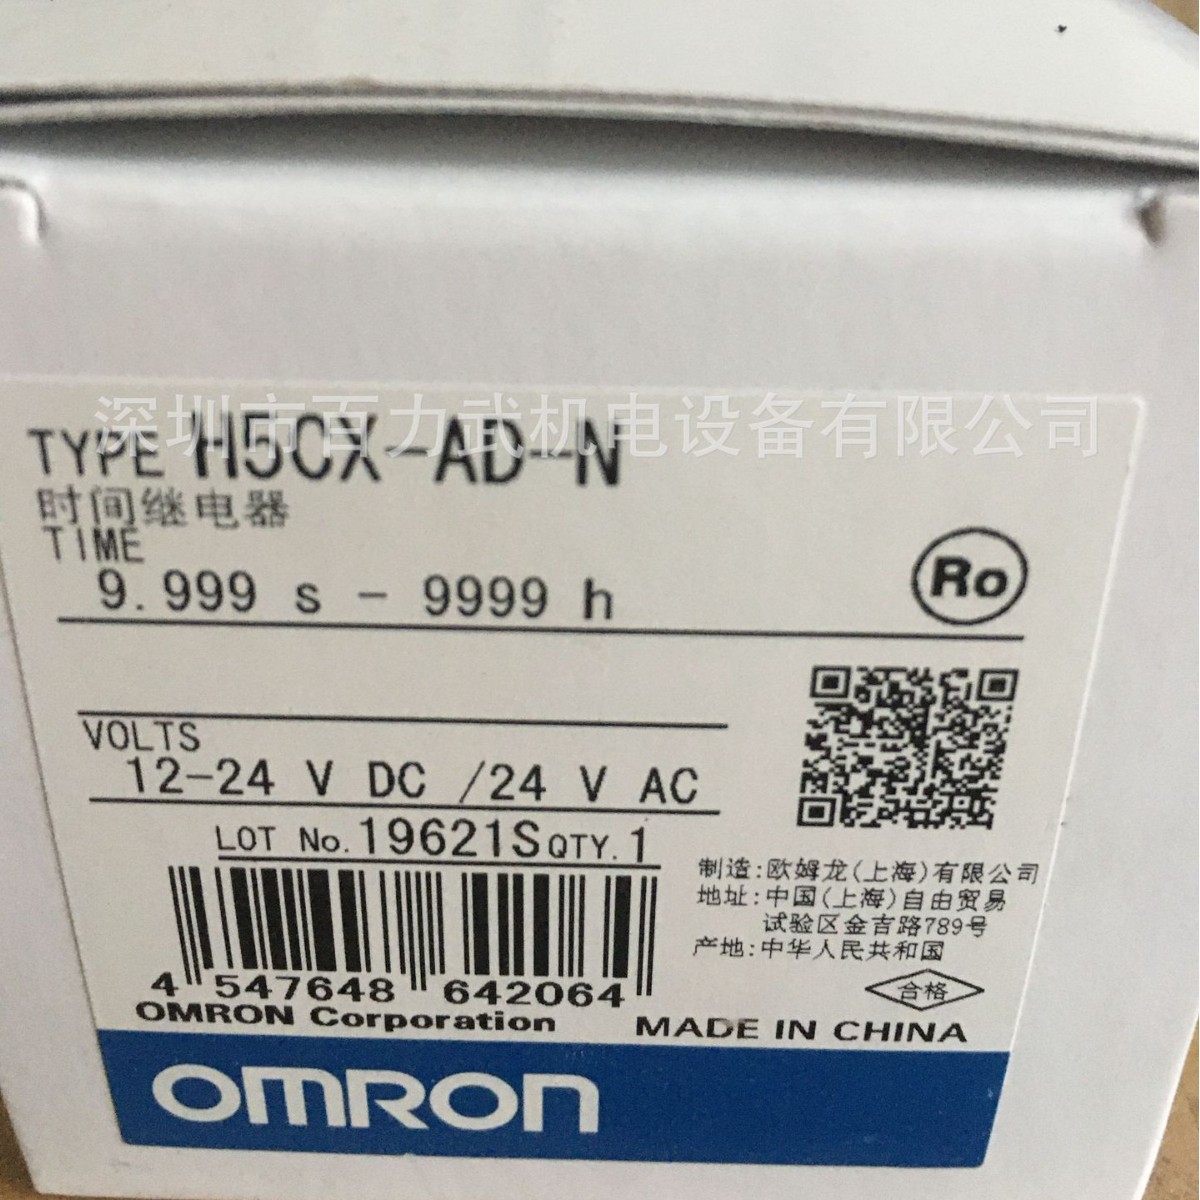 深圳市百力武机电设备有限公司
TYPE H5CX-AD-N
时间继电器
TIME
9.999 s - 9999 h
Ro
VOLTS
12-24 V DC /24 V AC
LOT No. 19621S QTY. 1
制造:欧姆龙(上海)有限公司
地址:中国(上海)自由贸易
试验区金吉路789号
产地:中华人民共和国
4 547648 642064
合格
OMRON Corporation
MADE IN CHINA
OMRON